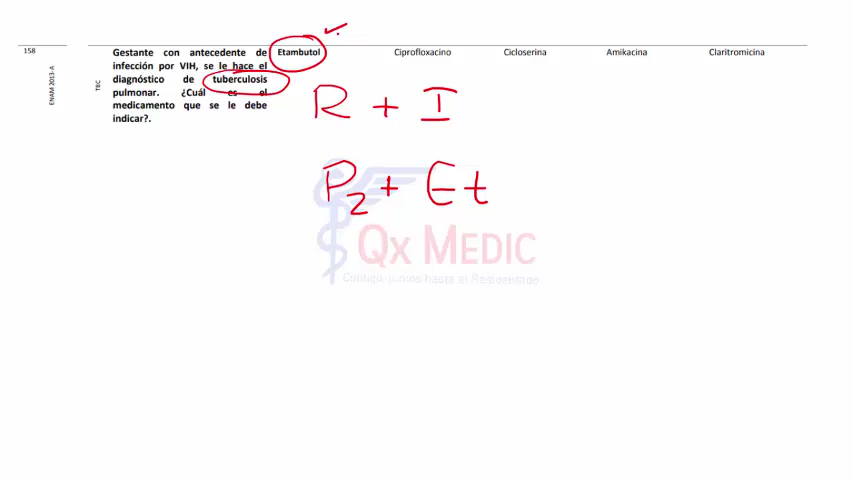 158
ENAM 2013-A
TBC
Gestante con antecedente de
infección por VIH, se le hace el
diagnóstico de tuberculosis
pulmonar. ¿Cuál es el
medicamento que se le debe
indicar?.
Etambutol
Ciprofloxacino
Cicloserina
Amikacina
Claritromicina
R + I
P2 + Et
QX MEDIC
Contigo, juntos hasta el Residentado